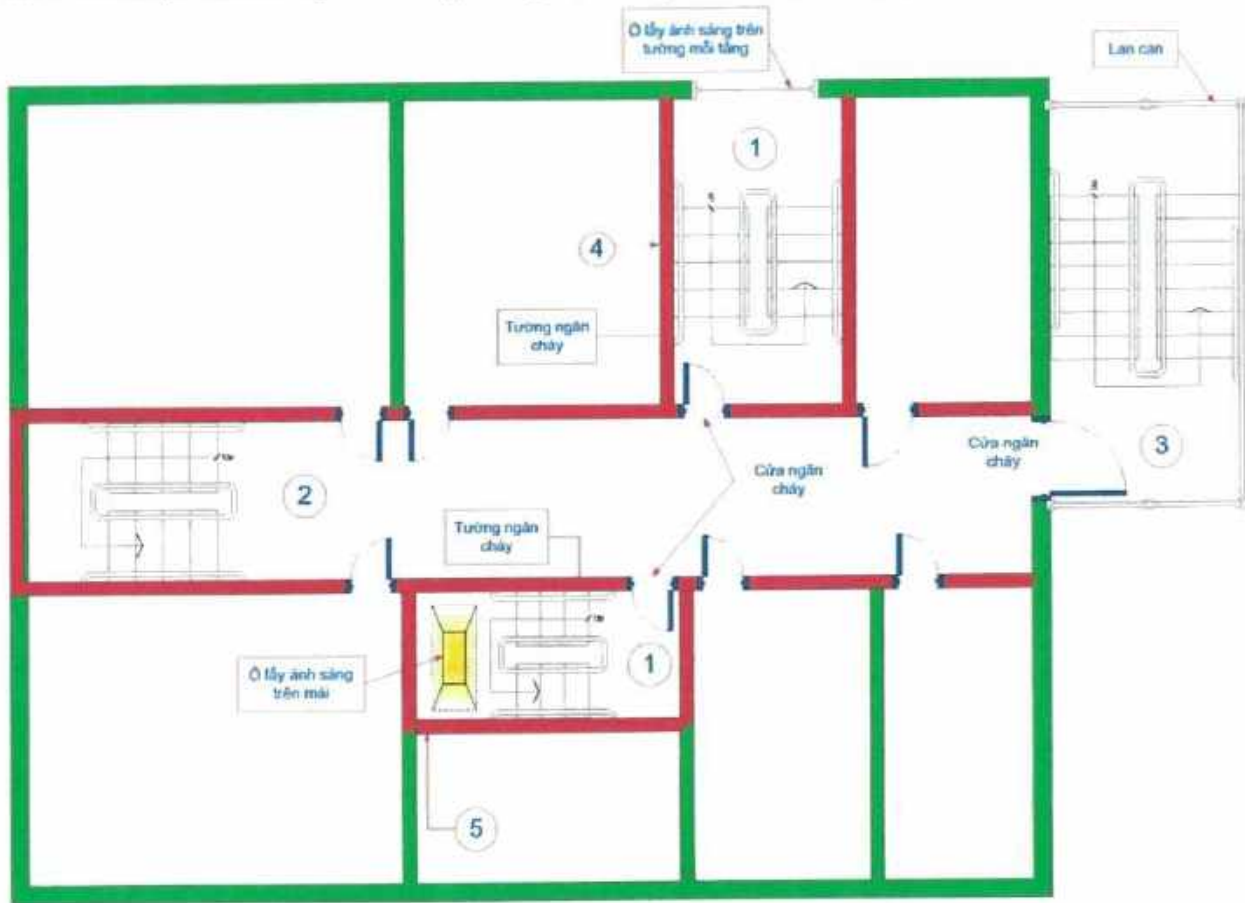 Ô lấy ánh sáng trên
tường mỗi tầng
Lan can
1
4
Tường ngăn
cháy
Cửa ngăn
cháy
3
Cửa ngăn
cháy
2
Tường ngăn
cháy
Ô lấy ánh sáng
trên mái
1
5